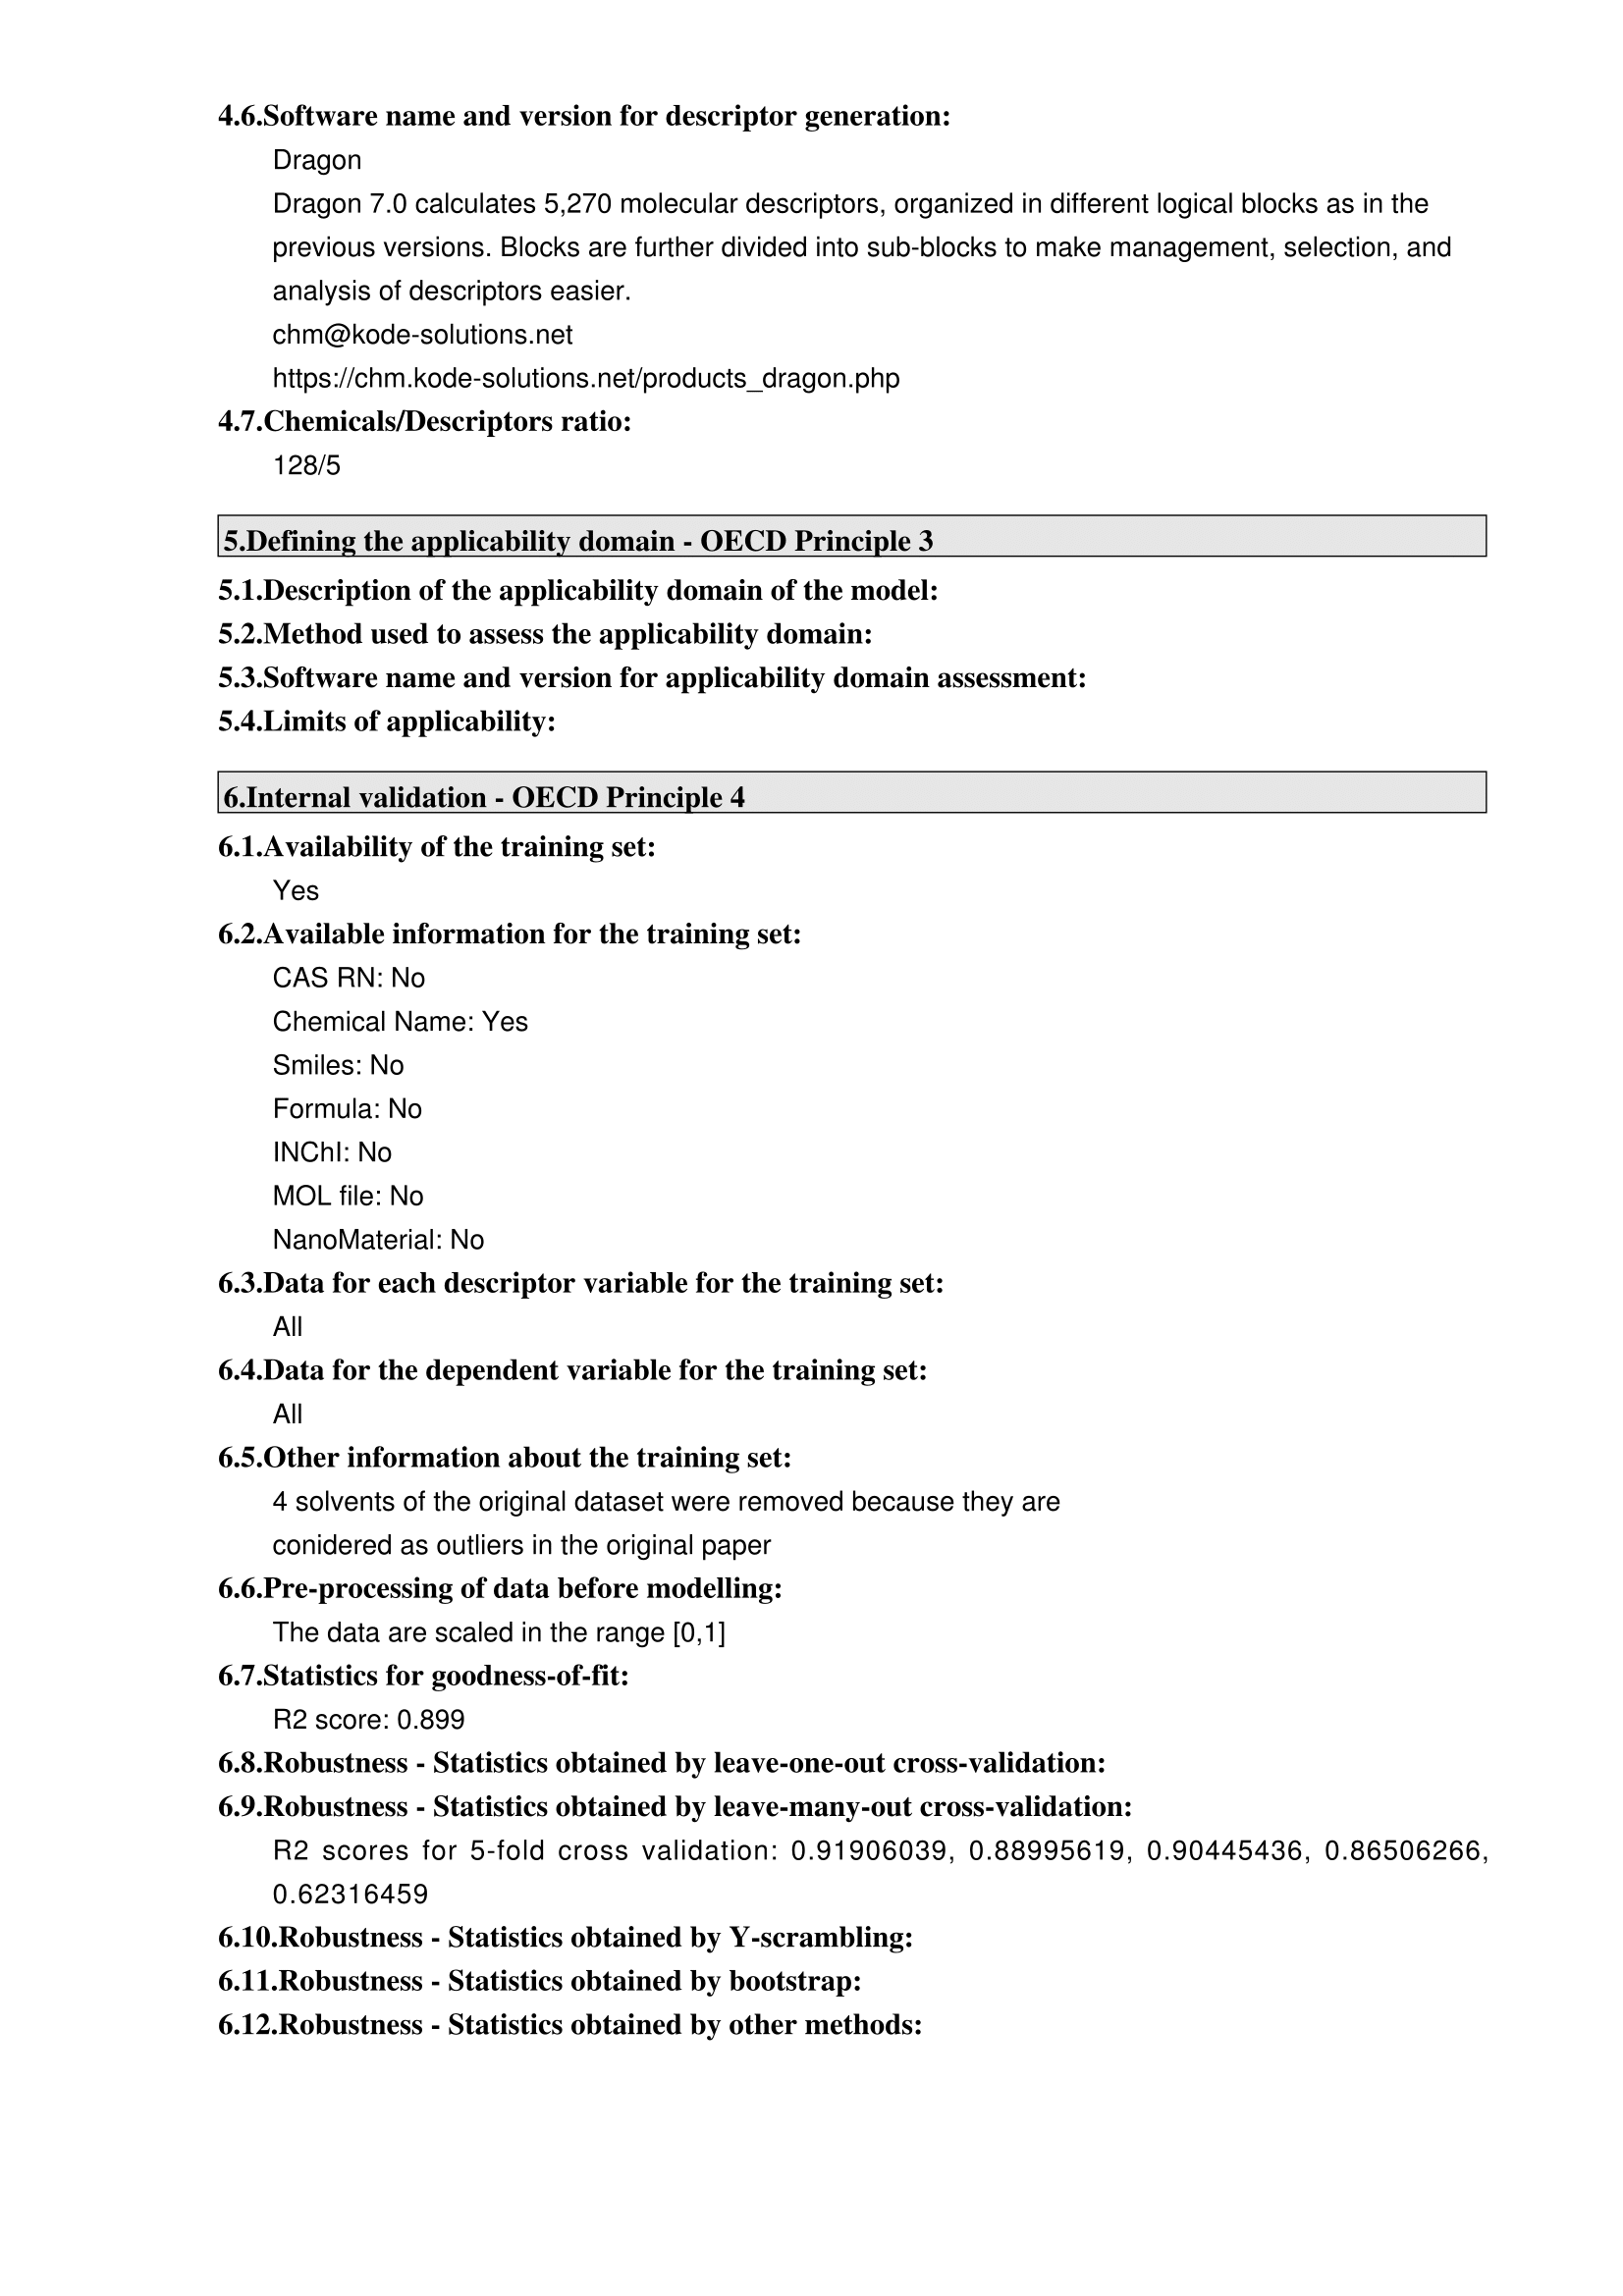 4.6.Software name and version for descriptor generation:
Dragon
Dragon 7.0 calculates 5,270 molecular descriptors, organized in different logical blocks as in the
previous versions. Blocks are further divided into sub-blocks to make management, selection, and
analysis of descriptors easier.
chm@kode-solutions.net
https://chm.kode-solutions.net/products_dragon.php
4.7.Chemicals/Descriptors ratio:
128/5
5.Defining the applicability domain - OECD Principle 3
5.1.Description of the applicability domain of the model:
5.2.Method used to assess the applicability domain:
5.3.Software name and version for applicability domain assessment:
5.4.Limits of applicability:
6.Internal validation - OECD Principle 4
6.1.Availability of the training set:
Yes
6.2.Available information for the training set:
CAS RN: No
Chemical Name: Yes
Smiles: No
Formula: No
INChI: No
MOL file: No
NanoMaterial: No
6.3.Data for each descriptor variable for the training set:
All
6.4.Data for the dependent variable for the training set:
All
6.5.Other information about the training set:
4 solvents of the original dataset were removed because they are
conidered as outliers in the original paper
6.6.Pre-processing of data before modelling:
The data are scaled in the range [0,1]
6.7.Statistics for goodness-of-fit:
R2 score: 0.899
6.8.Robustness - Statistics obtained by leave-one-out cross-validation:
6.9.Robustness - Statistics obtained by leave-many-out cross-validation:
R2 scores for 5-fold cross validation: 0.91906039, 0.88995619, 0.90445436, 0.86506266,
0.62316459
6.10.Robustness - Statistics obtained by Y-scrambling:
6.11.Robustness - Statistics obtained by bootstrap:
6.12.Robustness - Statistics obtained by other methods: